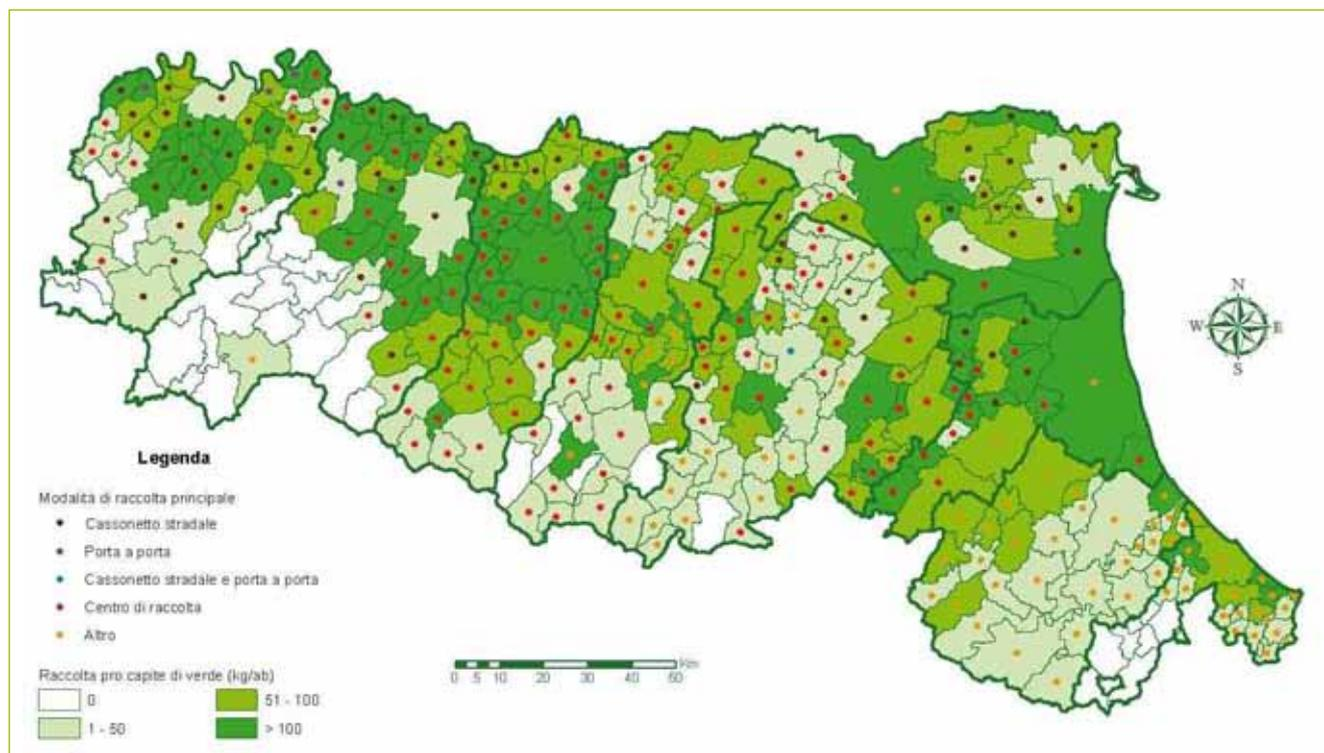 N
W E
S
Legenda
Modalità di raccolta principale
Cassonetto stradale
Porta a porta
Cassonetto stradale e porta a porta
Centro di raccolta
Altro
Km
0 5 10 20 30 40 50
Raccolta pro capite di verde (kg/ab)
0 51 - 100
1 - 50 > 100